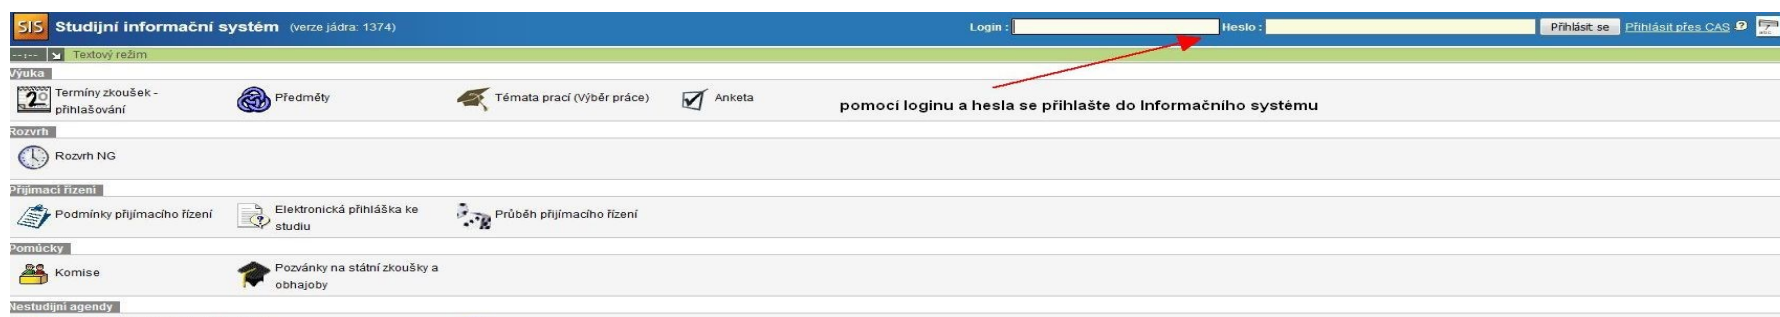 SIS Studijní informační systém (verze jádra: 1374) Login : Heslo : Přihlásit se Přihlásit přes CAS
--:-- Textový režim
Výuka
Termíny zkoušek - přihlašování
Předměty
Témata prací (Výběr práce)
Anketa
pomocí loginu a hesla se přihlašte do Informačního systému
Rozvrh
Rozvrh NG
Přijímací řízení
Podmínky přijímacího řízení
Elektronická přihláška ke
studiu
Průběh přijímacího řízení
Pomůcky
Komise
Pozvánky na státní zkoušky a
obhajoby
Nestudijní agendy